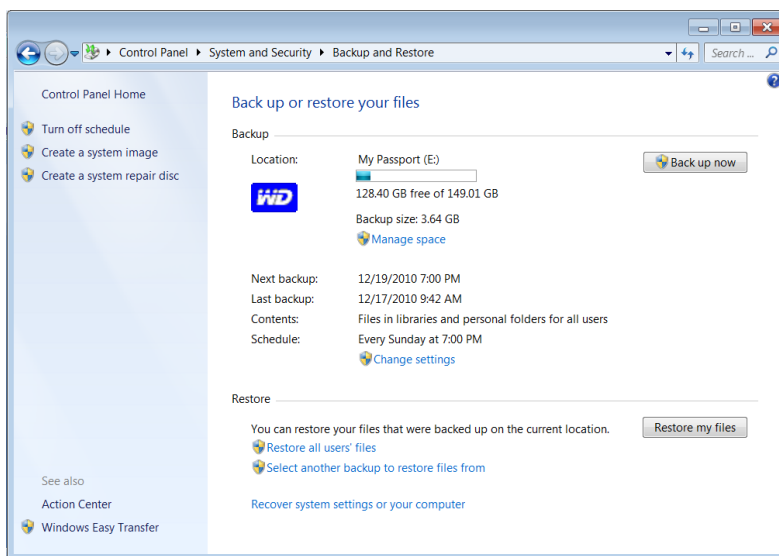 Control Panel ▸ System and Security ▸ Backup and Restore
Search ...
Control Panel Home
Turn off schedule
Create a system image
Create a system repair disc
See also
Action Center
Windows Easy Transfer
Back up or restore your files
Backup
Location: My Passport (E:)
Back up now
WD
128.40 GB free of 149.01 GB
Backup size: 3.64 GB
Manage space
Next backup: 12/19/2010 7:00 PM
Last backup: 12/17/2010 9:42 AM
Contents: Files in libraries and personal folders for all users
Schedule: Every Sunday at 7:00 PM
Change settings
Restore
You can restore your files that were backed up on the current location.
Restore my files
Restore all users' files
Select another backup to restore files from
Recover system settings or your computer